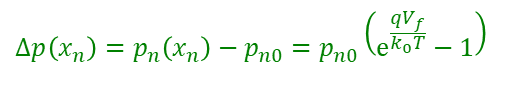 Δp(xₙ) = pₙ(xₙ) − pₙ₀ = pₙ₀ (e^{qV_f / k₀T} − 1)